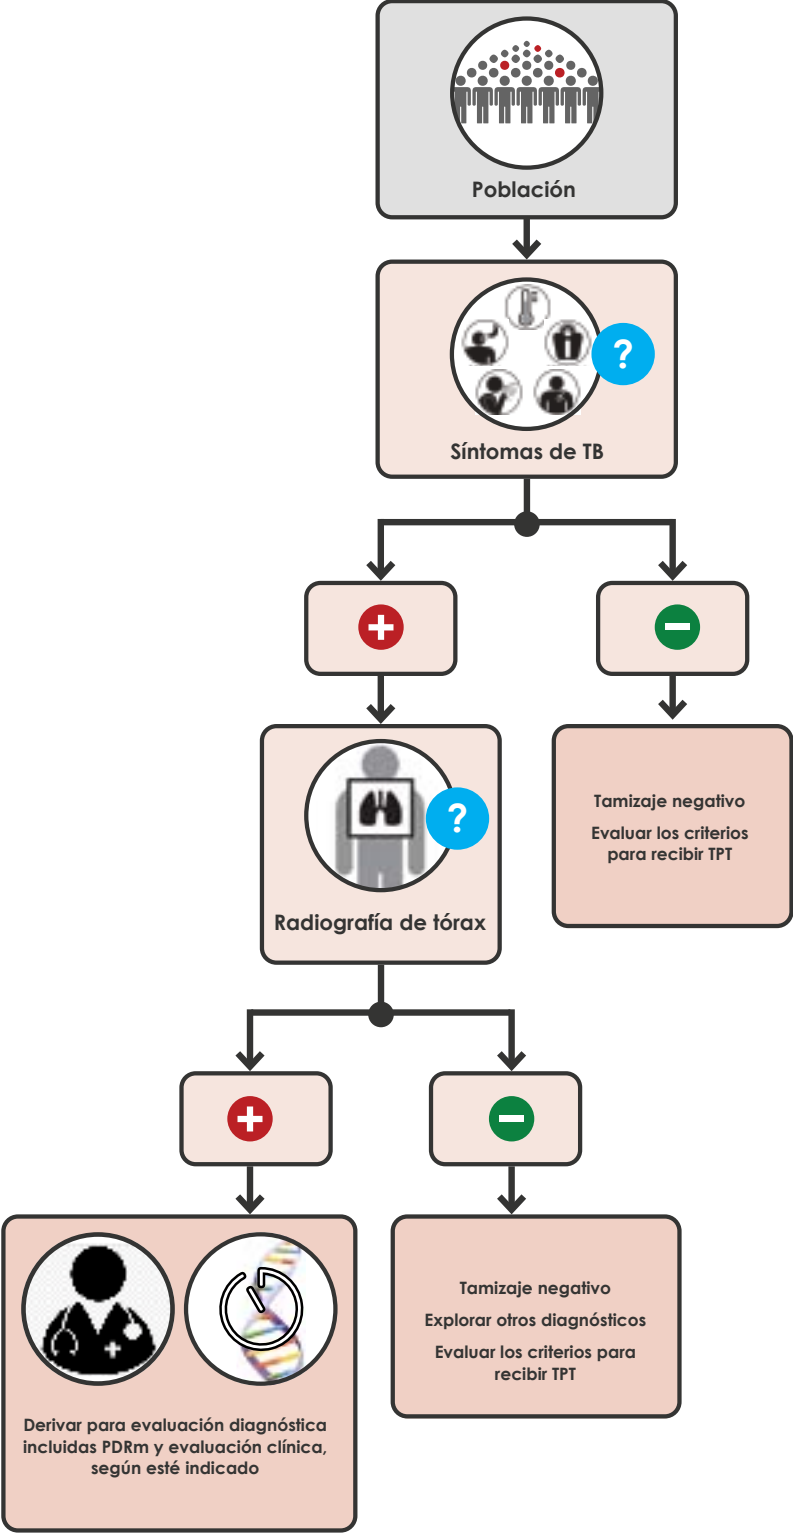 Población
?
Síntomas de TB
+
−
?
Radiografía de tórax
Tamizaje negativo
Evaluar los criterios
para recibir TPT
+
−
Derivar para evaluación diagnóstica
incluidas PDRm y evaluación clínica,
según esté indicado
Tamizaje negativo
Explorar otros diagnósticos
Evaluar los criterios para
recibir TPT